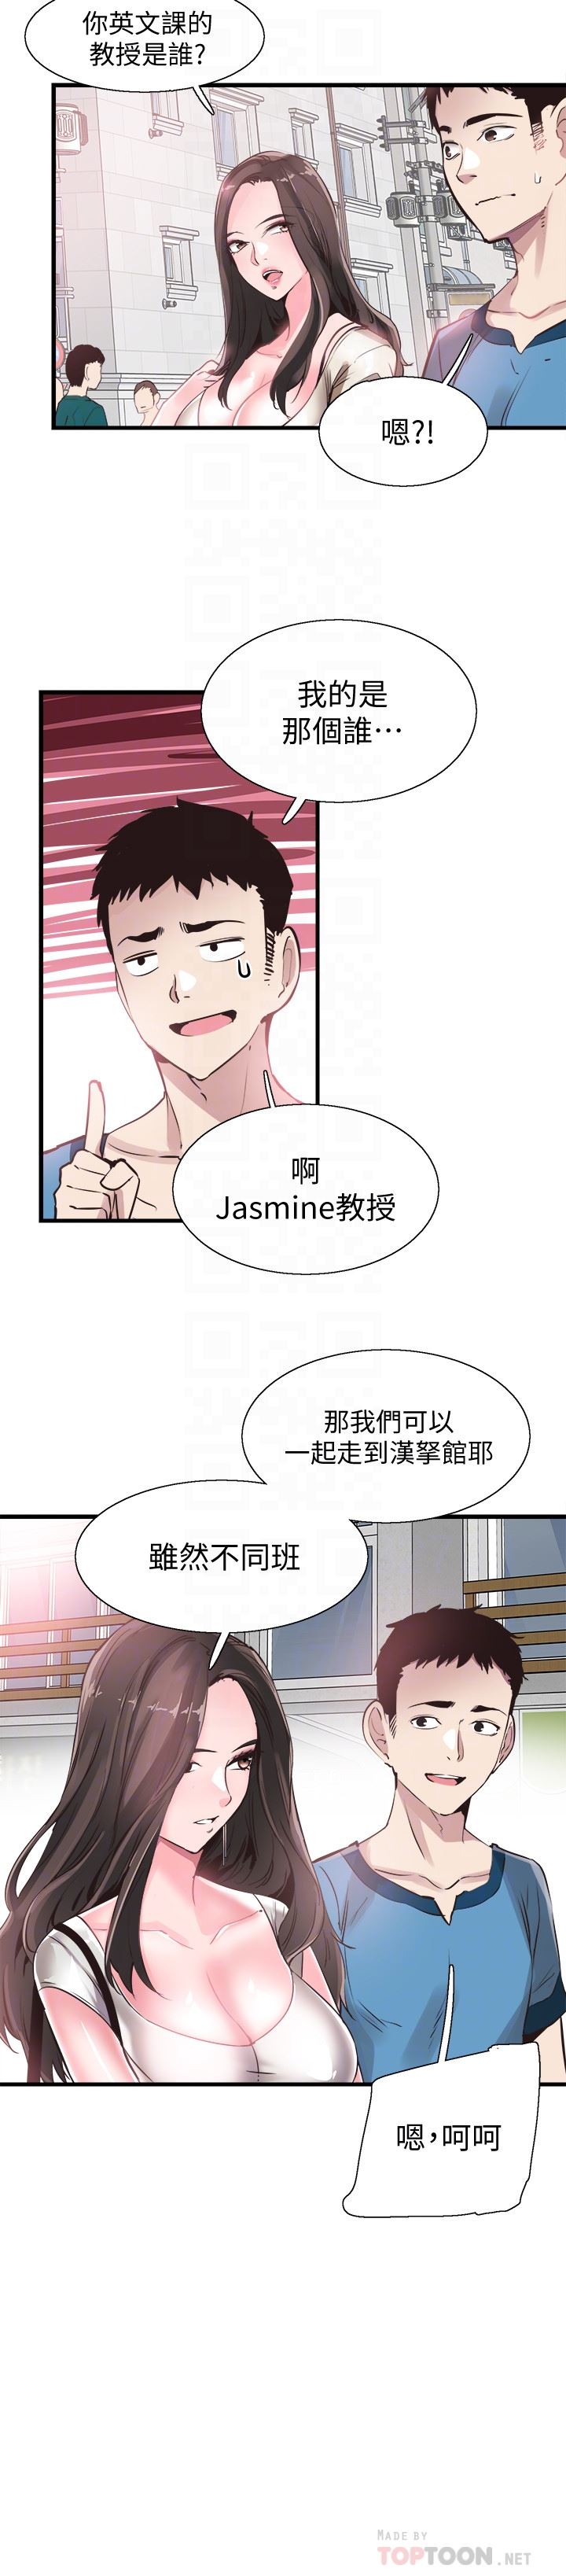 你英文課的
教授是誰?
嗯?!
我的是
那個誰…
啊
Jasmine教授
那我們可以
一起走到漢拏館耶
雖然不同班
嗯，呵呵
MADE BY
TOPTOON.NET